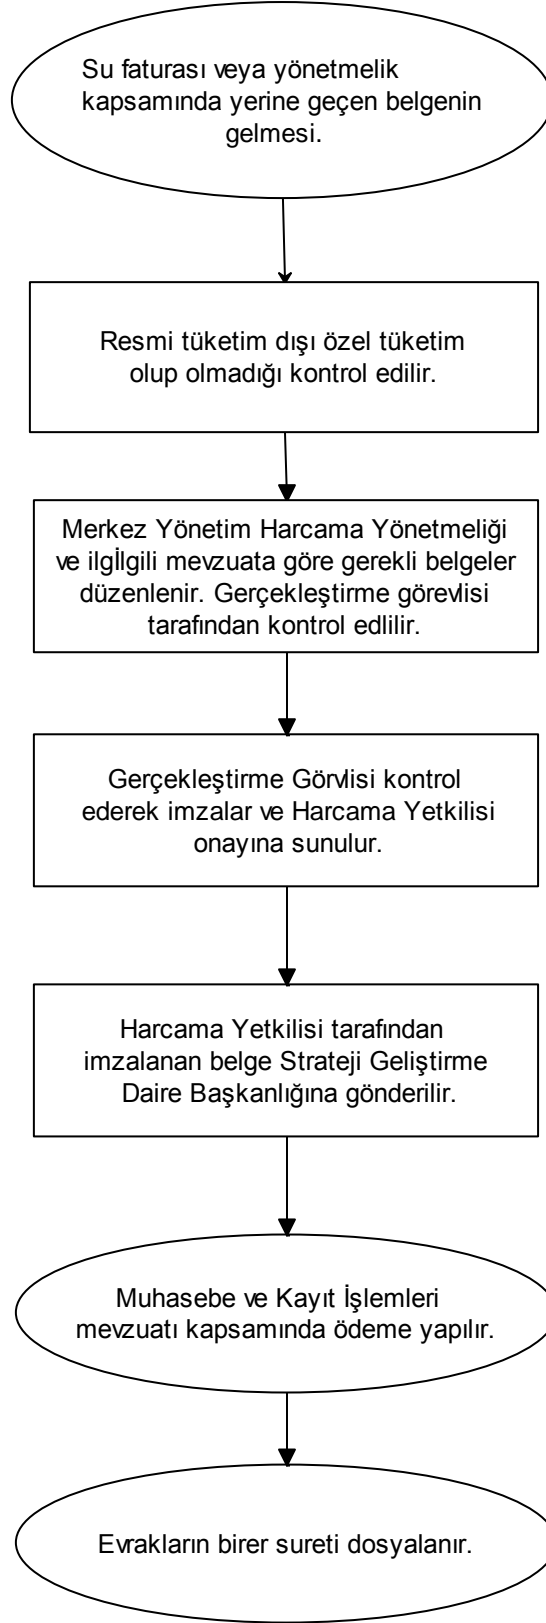 Su faturası veya yönetmelik
kapsamında yerine geçen belgenin
gelmesi.
Resmi tüketim dışı özel tüketim
olup olmadığı kontrol edilir.
Merkez Yönetim Harcama Yönetmeliği
ve ilgİlgili mevzuata göre gerekli belgeler
düzenlenir. Gerçekleştirme görevlisi
tarafından kontrol edlilir.
Gerçekleştirme Görvlisi kontrol
ederek imzalar ve Harcama Yetkilisi
onayına sunulur.
Harcama Yetkilisi tarafından
imzalanan belge Strateji Geliştirme
Daire Başkanlığına gönderilir.
Muhasebe ve Kayıt İşlemleri
mevzuatı kapsamında ödeme yapılır.
Evrakların birer sureti dosyalanır.